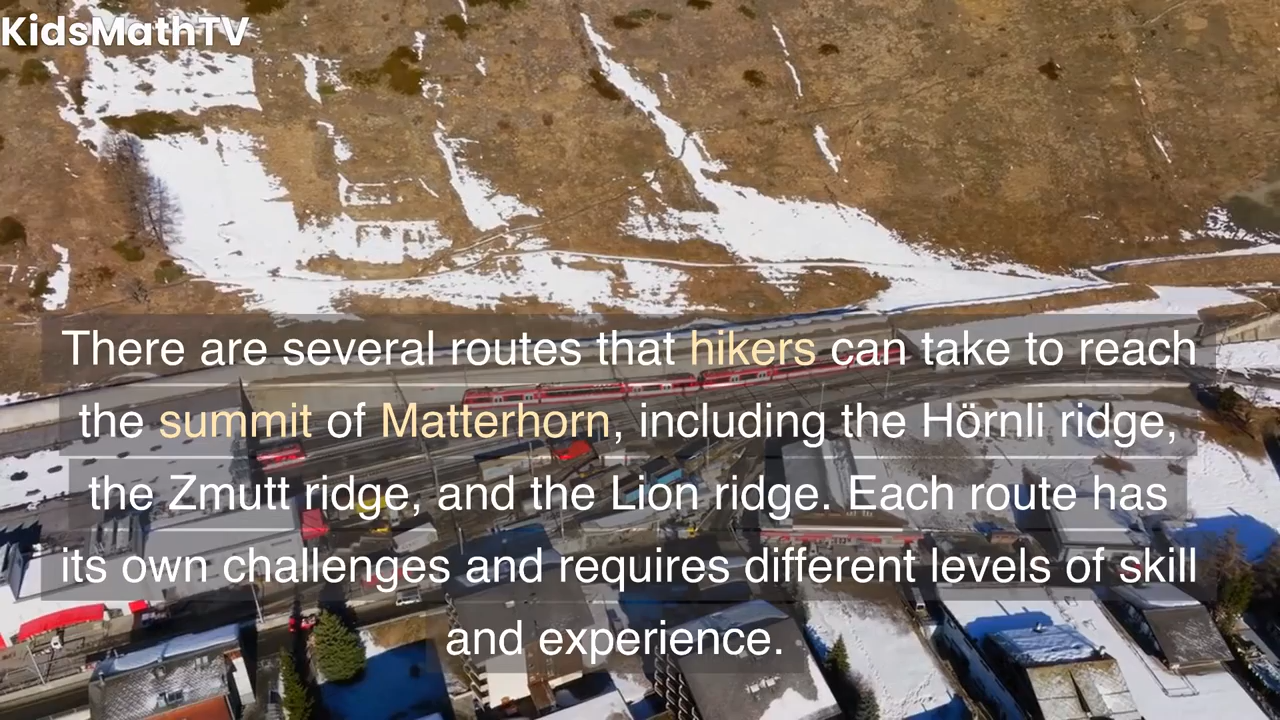 KidsMathTV
There are several routes that hikers can take to reach
the summit of Matterhorn, including the Hörnli ridge,
the Zmutt ridge, and the Lion ridge. Each route has
its own challenges and requires different levels of skill
and experience.